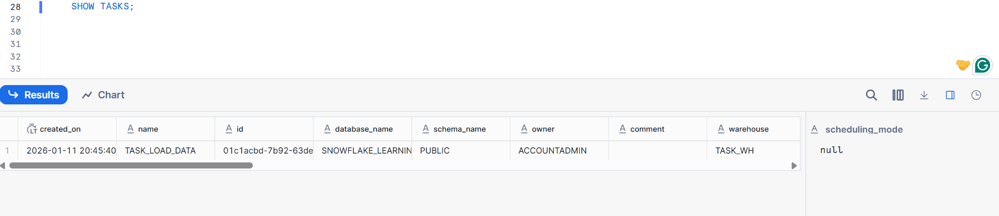 28 SHOW TASKS;
29
30
31
32
33
Results Chart
created_on name id database_name schema_name owner comment warehouse
1 2026-01-11 20:45:40 TASK_LOAD_DATA 01c1acbd-7b92-63de SNOWFLAKE_LEARNIN PUBLIC ACCOUNTADMIN TASK_WH
scheduling_mode
null